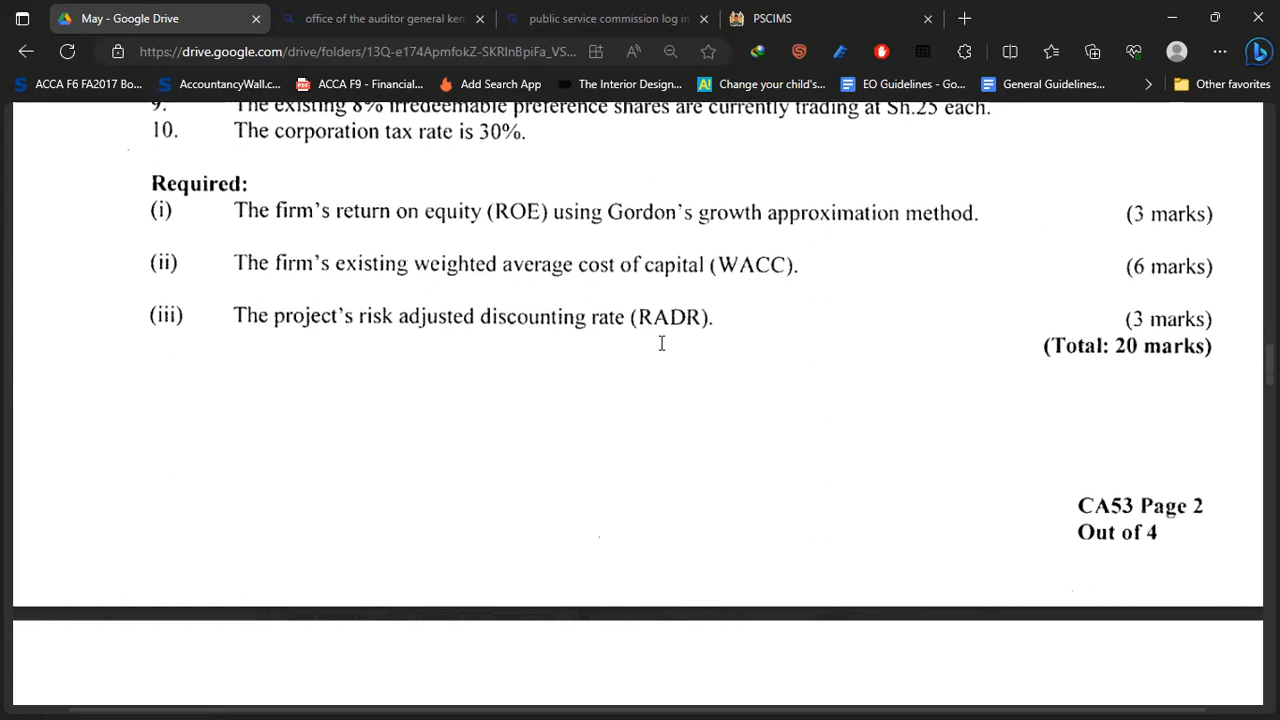 May - Google Drive
office of the auditor general ken
public service commission log in
PSCIMS
https://drive.google.com/drive/folders/13Q-e174ApmfokZ-SKRlnBpiFa_VS...
ACCA F6 FA2017 Bo...
AccountancyWall.c...
ACCA F9 - Financial...
Add Search App
The Interior Design...
Change your child's...
EO Guidelines - Go...
General Guidelines...
Other favorites
9. The existing 8% irredeemable preference shares are currently trading at Sh.25 each.
10. The corporation tax rate is 30%.
Required:
(i) The firm's return on equity (ROE) using Gordon's growth approximation method. (3 marks)
(ii) The firm's existing weighted average cost of capital (WACC). (6 marks)
(iii) The project's risk adjusted discounting rate (RADR). (3 marks)
(Total: 20 marks)
CA53 Page 2
Out of 4